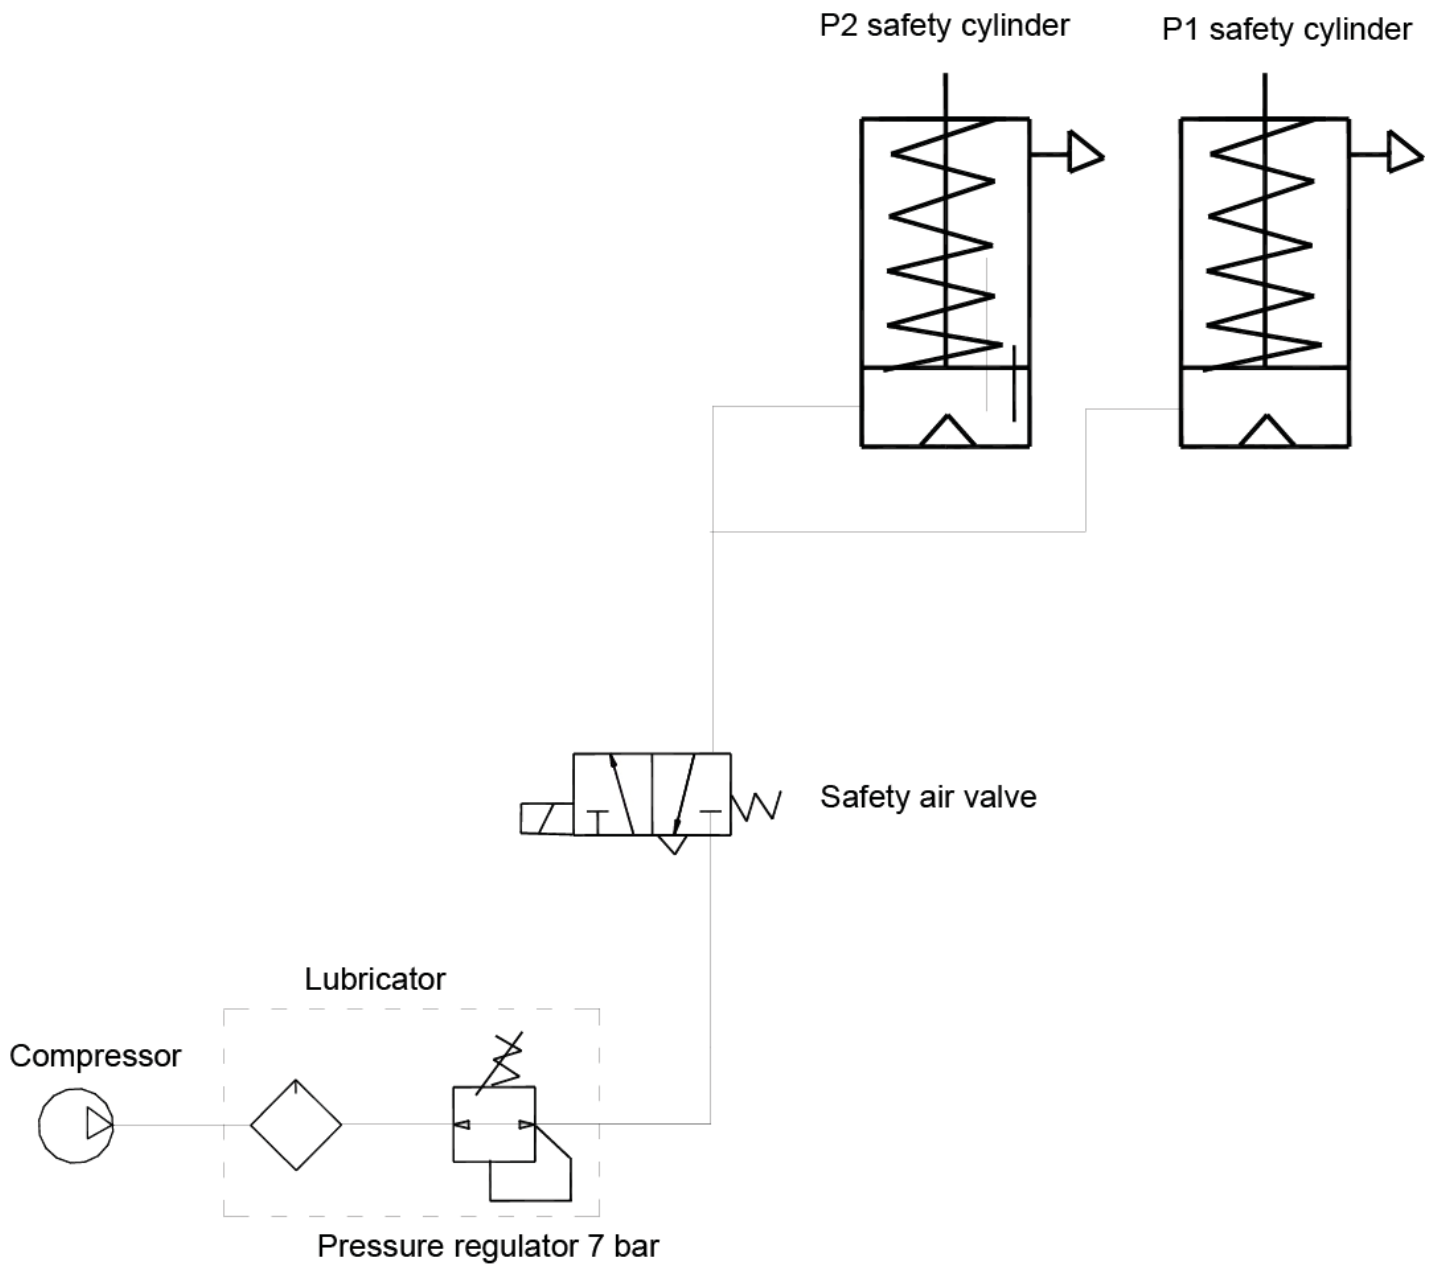 P2 safety cylinder
P1 safety cylinder
Safety air valve
Lubricator
Compressor
Pressure regulator 7 bar